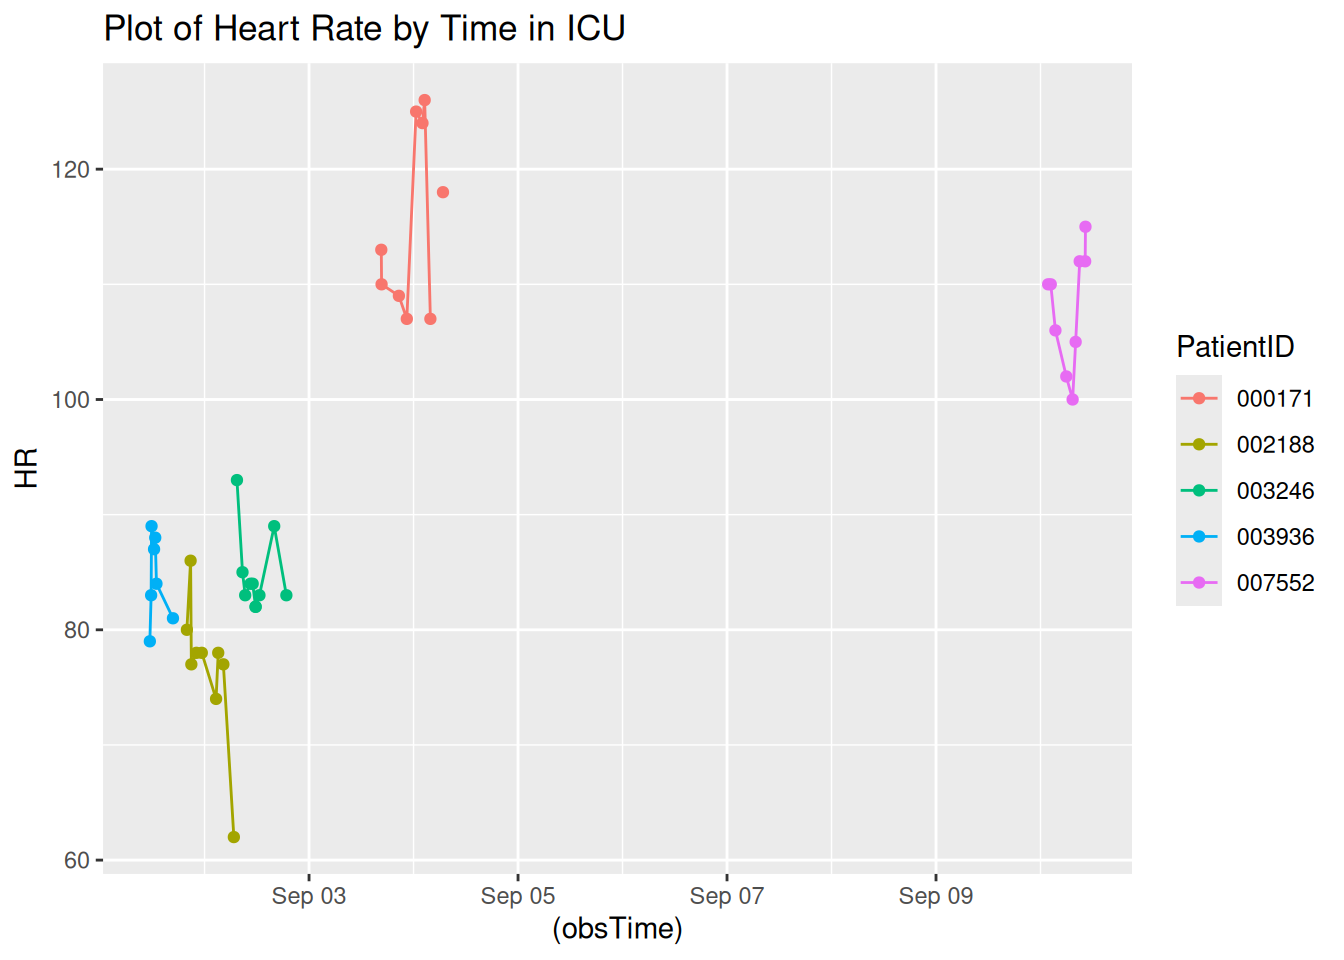 Plot of Heart Rate by Time in ICU
120
100
80
60
HR
Sep 03
Sep 05
Sep 07
Sep 09
(obsTime)
PatientID
000171
002188
003246
003936
007552